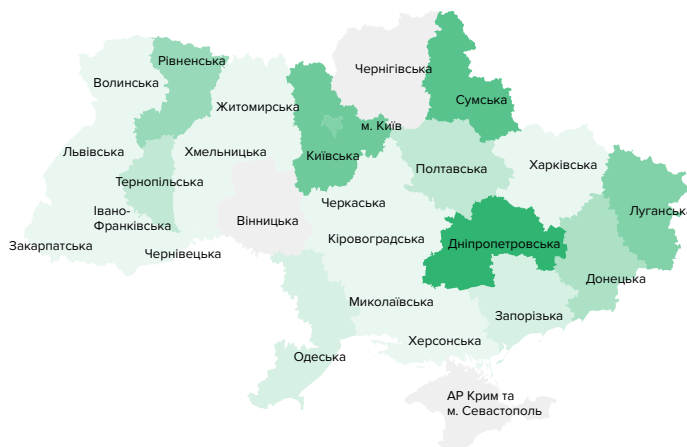 Рівненська
Волинська
Чернігівська
Житомирська
Сумська
м. Київ
Львівська
Хмельницька
Київська
Полтавська
Харківська
Тернопільська
Черкаська
Івано-
Франківська
Вінницька
Луганська
Закарпатська
Чернівецька
Кіровоградська
Дніпропетровська
Донецька
Миколаївська
Запорізька
Херсонська
Одеська
АР Крим та
м. Севастополь